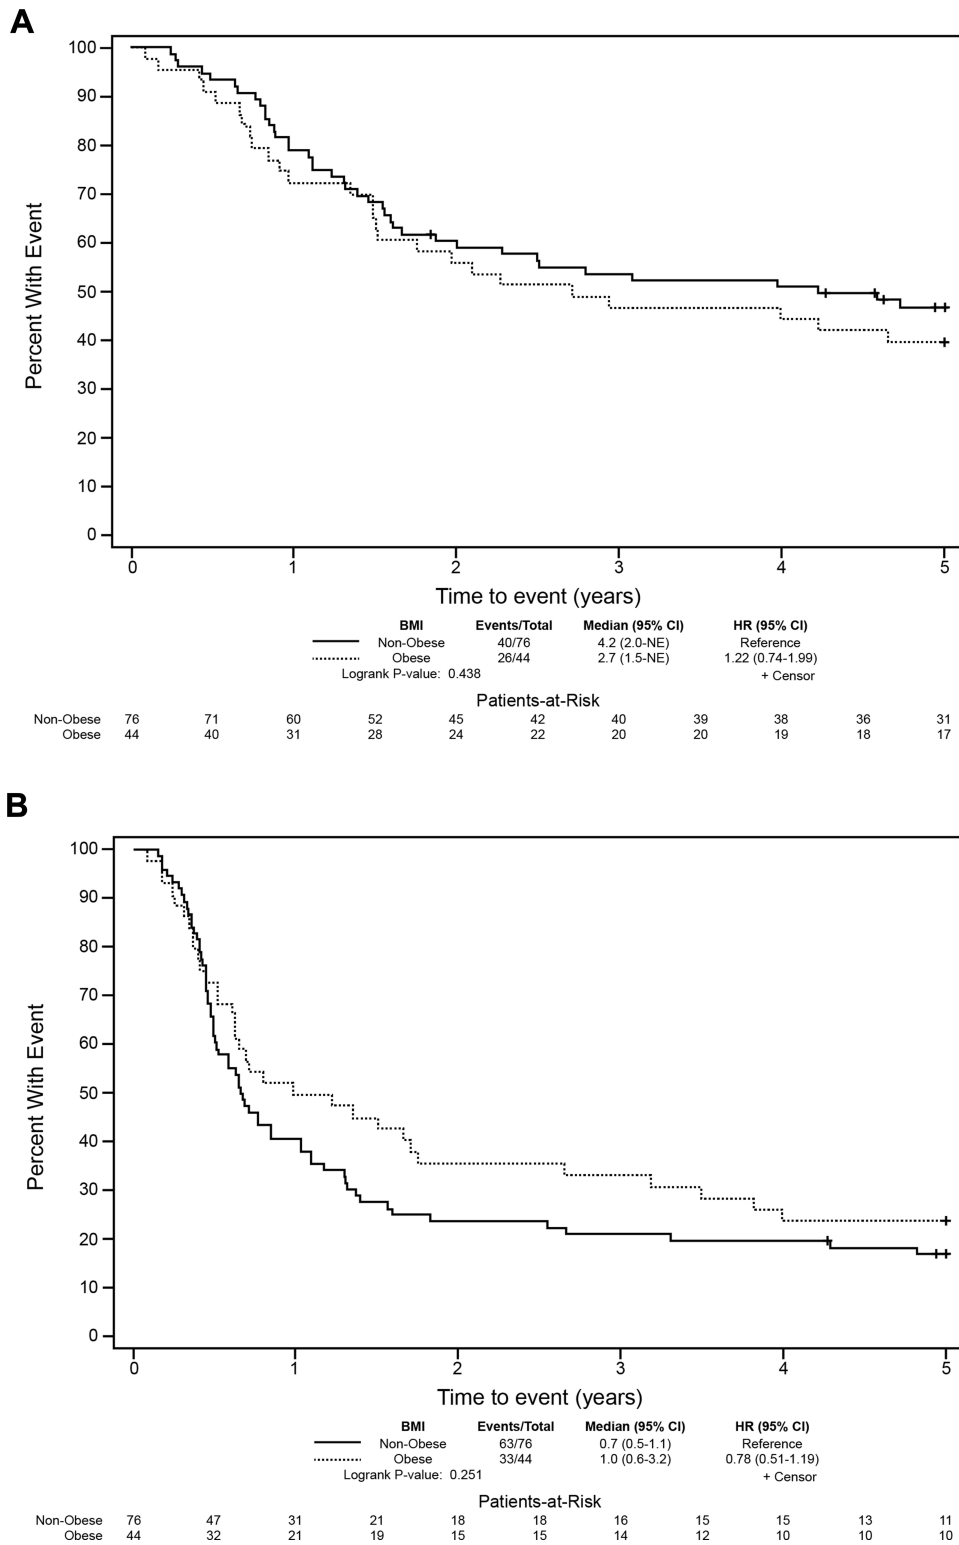 A
100
90
80
70
60
50
40
30
20
10
0
Percent With Event
0 1 2 3 4 5
Time to event (years)
BMI Events/Total Median (95% CI) HR (95% CI)
Non-Obese 40/76 4.2 (2.0-NE) Reference
Obese 26/44 2.7 (1.5-NE) 1.22 (0.74-1.99)
Logrank P-value: 0.438 + Censor
Patients-at-Risk
Non-Obese 76 71 60 52 45 42 40 39 38 36 31
Obese 44 40 31 28 24 22 20 20 19 18 17
B
100
90
80
70
60
50
40
30
20
10
0
Percent With Event
0 1 2 3 4 5
Time to event (years)
BMI Events/Total Median (95% CI) HR (95% CI)
Non-Obese 63/76 0.7 (0.5-1.1) Reference
Obese 33/44 1.0 (0.6-3.2) 0.78 (0.51-1.19)
Logrank P-value: 0.251 + Censor
Patients-at-Risk
Non-Obese 76 47 31 21 18 18 16 15 15 13 11
Obese 44 32 21 19 15 15 14 12 10 10 10